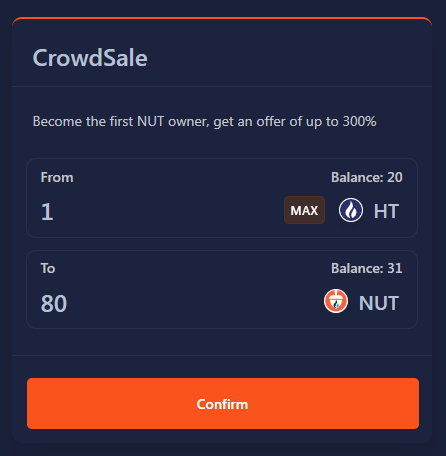 CrowdSale
Become the first NUT owner, get an offer of up to 300%
From
Balance: 20
1
MAX
HT
To
Balance: 31
80
NUT
Confirm